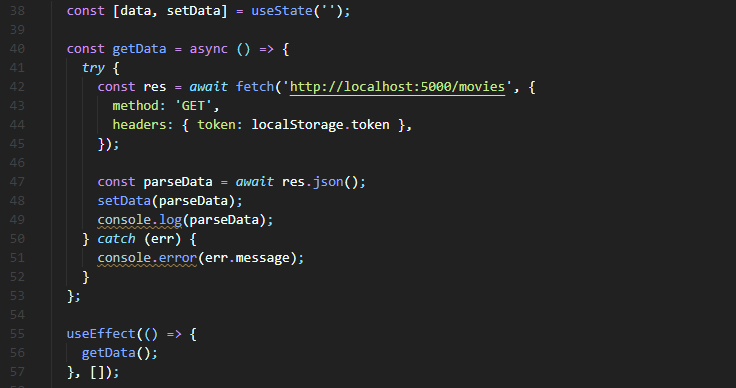 38 const [data, setData] = useState('');
39
40 const getData = async () => {
41 try {
42 const res = await fetch('http://localhost:5000/movies', {
43 method: 'GET',
44 headers: { token: localStorage.token },
45 });
46
47 const parseData = await res.json();
48 setData(parseData);
49 console.log(parseData);
50 } catch (err) {
51 console.error(err.message);
52 }
53 };
54
55 useEffect(() => {
56 getData();
57 }, []);